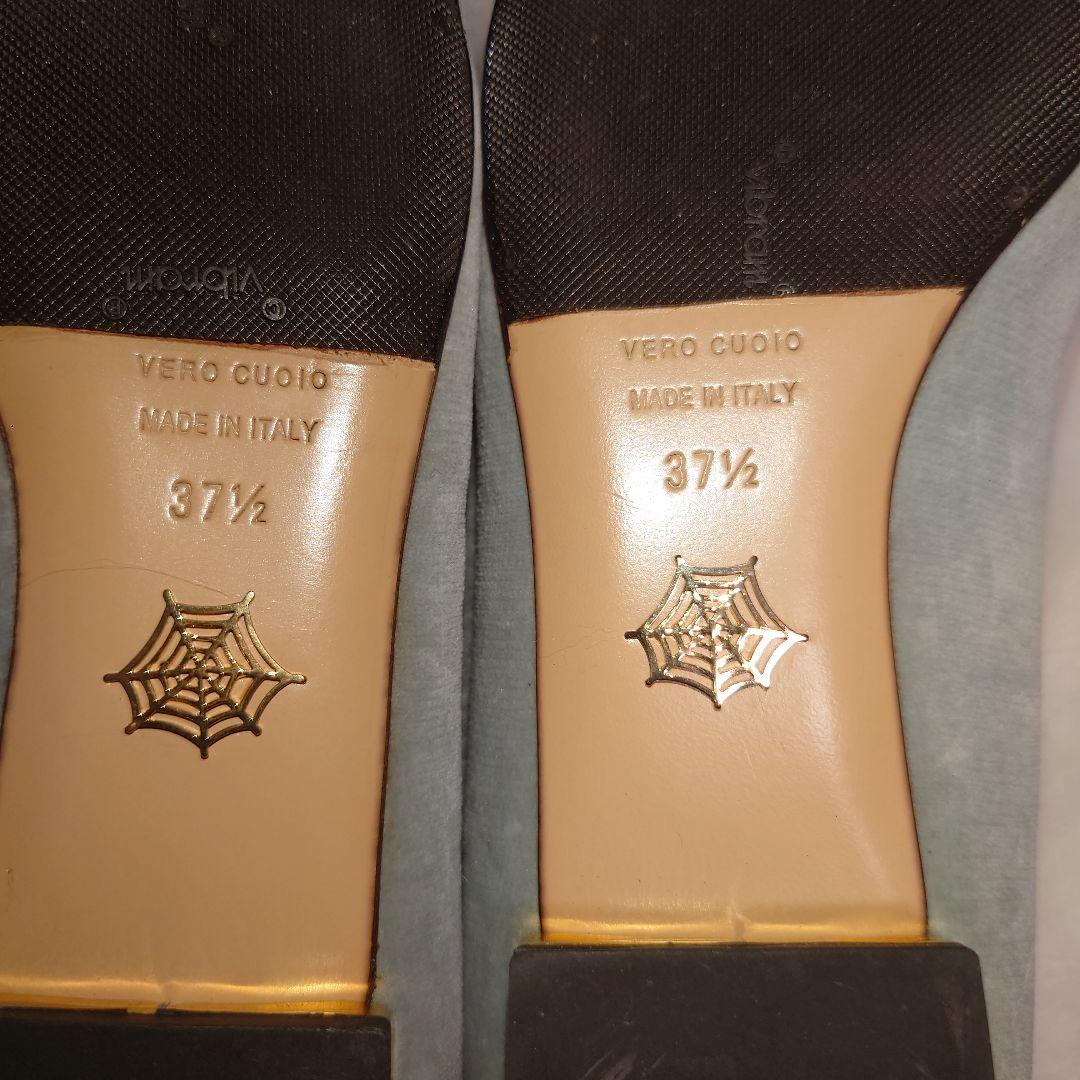 vibram
®
©
VERO CUOIO
MADE IN ITALY
37½
©
vibram
®
VERO CUOIO
MADE IN ITALY
37½